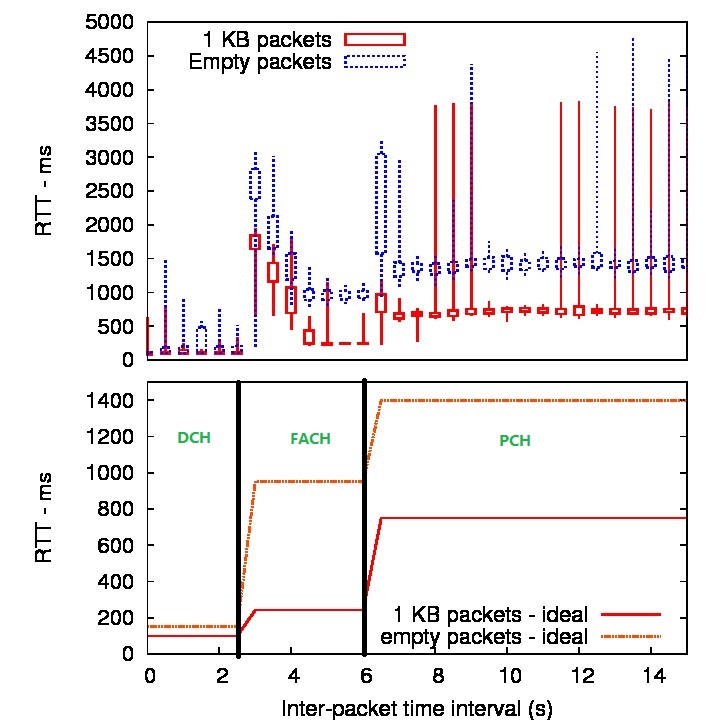 5000
4500
4000
3500
3000
2500
2000
1500
1000
500
0
RTT - ms
1 KB packets
Empty packets
1400
1200
1000
800
600
400
200
0
RTT - ms
DCH FACH PCH
1 KB packets - ideal
empty packets - ideal
0 2 4 6 8 10 12 14
Inter-packet time interval (s)